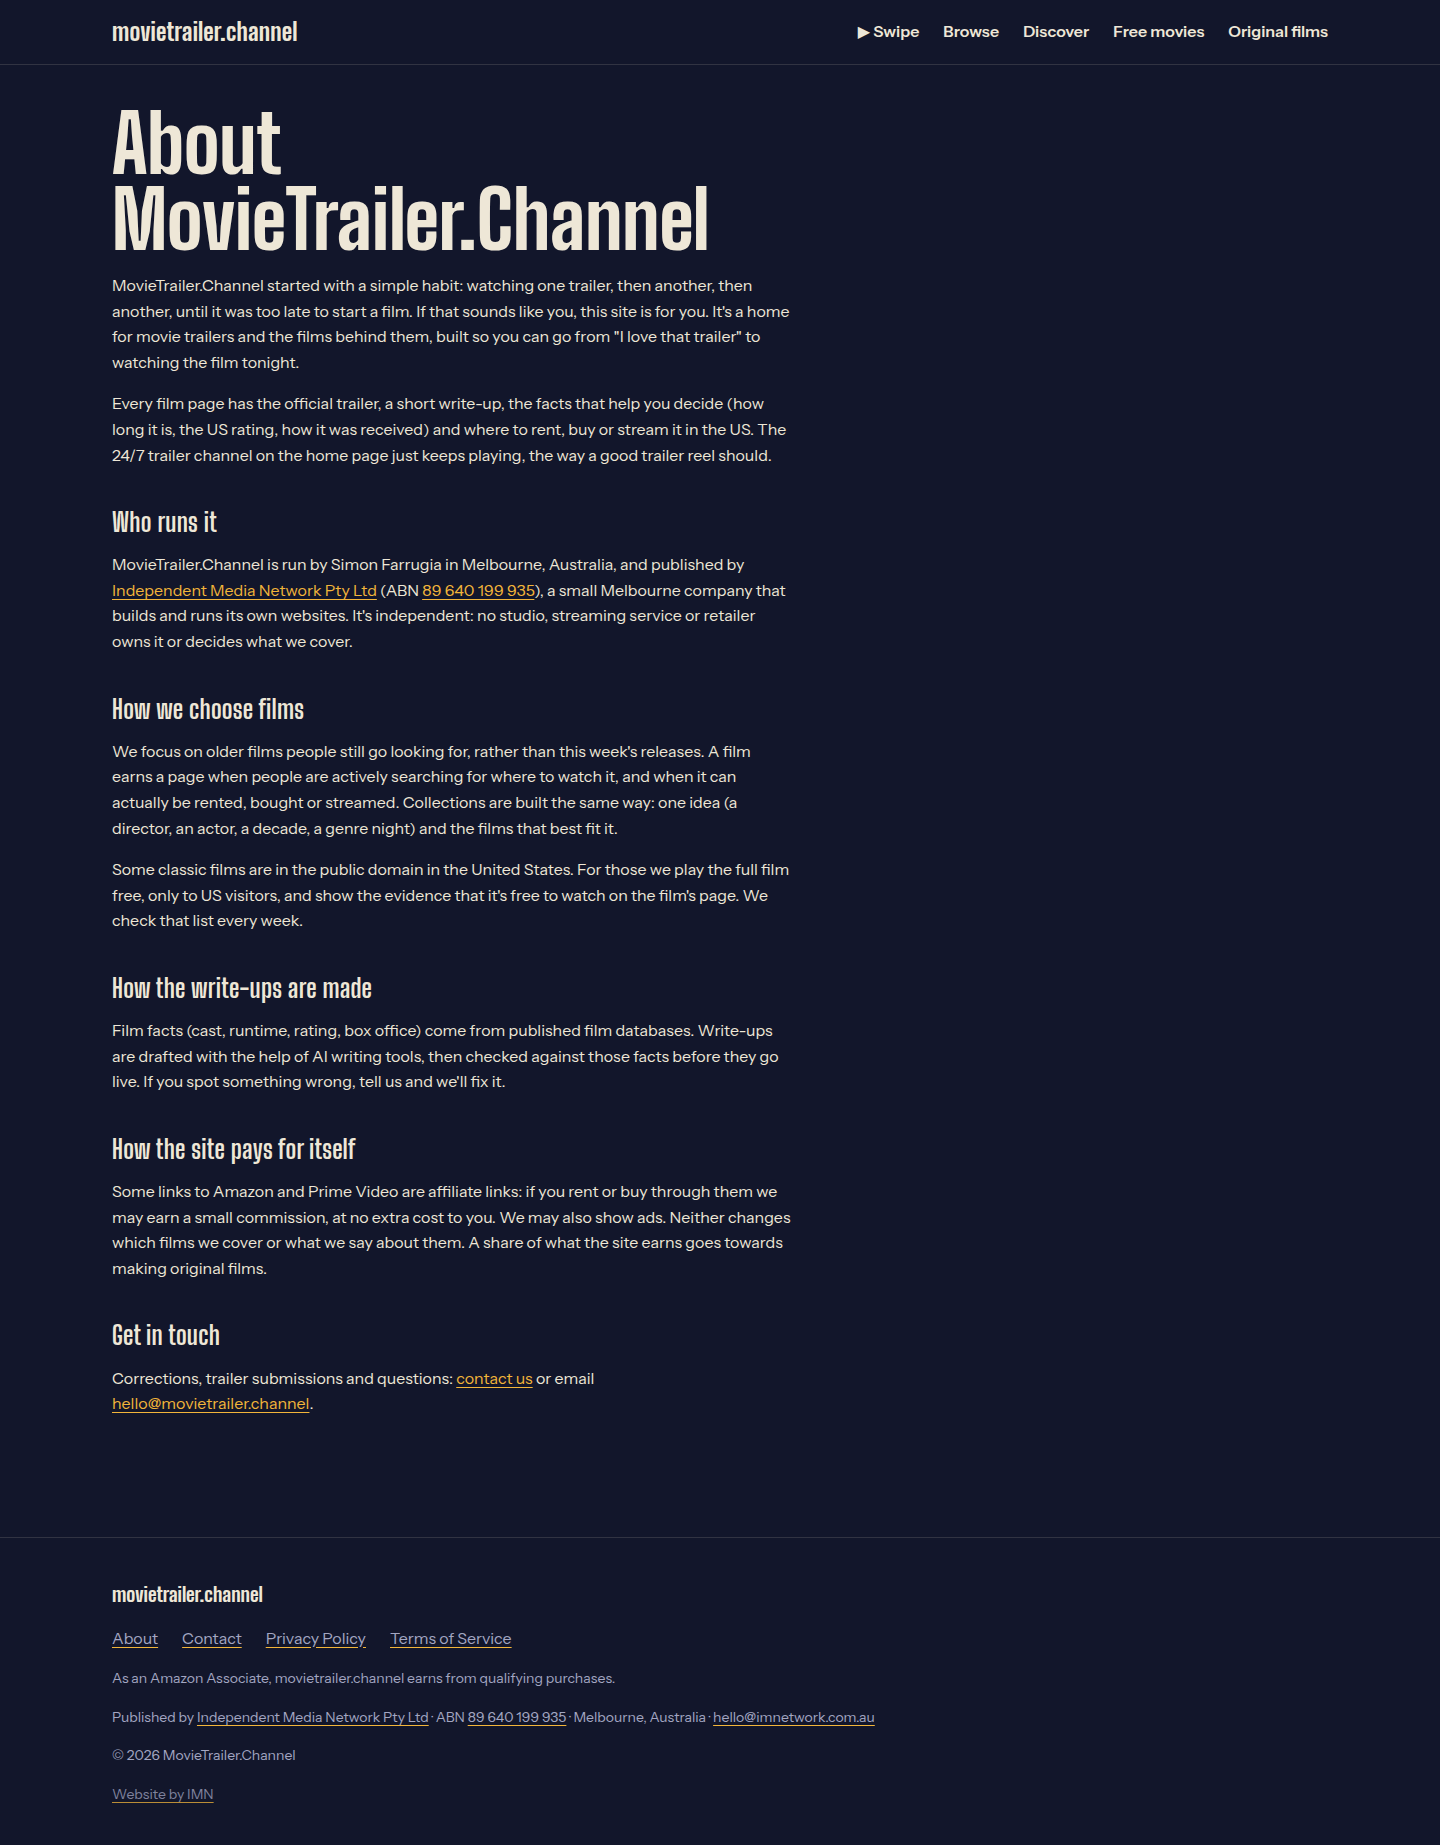 movietrailer.channel
▶ Swipe Browse Discover Free movies Original films
About
MovieTrailer.Channel
MovieTrailer.Channel started with a simple habit: watching one trailer, then another, then
another, until it was too late to start a film. If that sounds like you, this site is for you. It's a home
for movie trailers and the films behind them, built so you can go from "I love that trailer" to
watching the film tonight.
Every film page has the official trailer, a short write-up, the facts that help you decide (how
long it is, the US rating, how it was received) and where to rent, buy or stream it in the US. The
24/7 trailer channel on the home page just keeps playing, the way a good trailer reel should.
Who runs it
MovieTrailer.Channel is run by Simon Farrugia in Melbourne, Australia, and published by
Independent Media Network Pty Ltd (ABN 89 640 199 935), a small Melbourne company that
builds and runs its own websites. It's independent: no studio, streaming service or retailer
owns it or decides what we cover.
How we choose films
We focus on older films people still go looking for, rather than this week's releases. A film
earns a page when people are actively searching for where to watch it, and when it can
actually be rented, bought or streamed. Collections are built the same way: one idea (a
director, an actor, a decade, a genre night) and the films that best fit it.
Some classic films are in the public domain in the United States. For those we play the full film
free, only to US visitors, and show the evidence that it's free to watch on the film's page. We
check that list every week.
How the write-ups are made
Film facts (cast, runtime, rating, box office) come from published film databases. Write-ups
are drafted with the help of AI writing tools, then checked against those facts before they go
live. If you spot something wrong, tell us and we'll fix it.
How the site pays for itself
Some links to Amazon and Prime Video are affiliate links: if you rent or buy through them we
may earn a small commission, at no extra cost to you. We may also show ads. Neither changes
which films we cover or what we say about them. A share of what the site earns goes towards
making original films.
Get in touch
Corrections, trailer submissions and questions: contact us or email
hello@movietrailer.channel.
movietrailer.channel
About Contact Privacy Policy Terms of Service
As an Amazon Associate, movietrailer.channel earns from qualifying purchases.
Published by Independent Media Network Pty Ltd · ABN 89 640 199 935 · Melbourne, Australia · hello@imnetwork.com.au
© 2026 MovieTrailer.Channel
Website by IMN